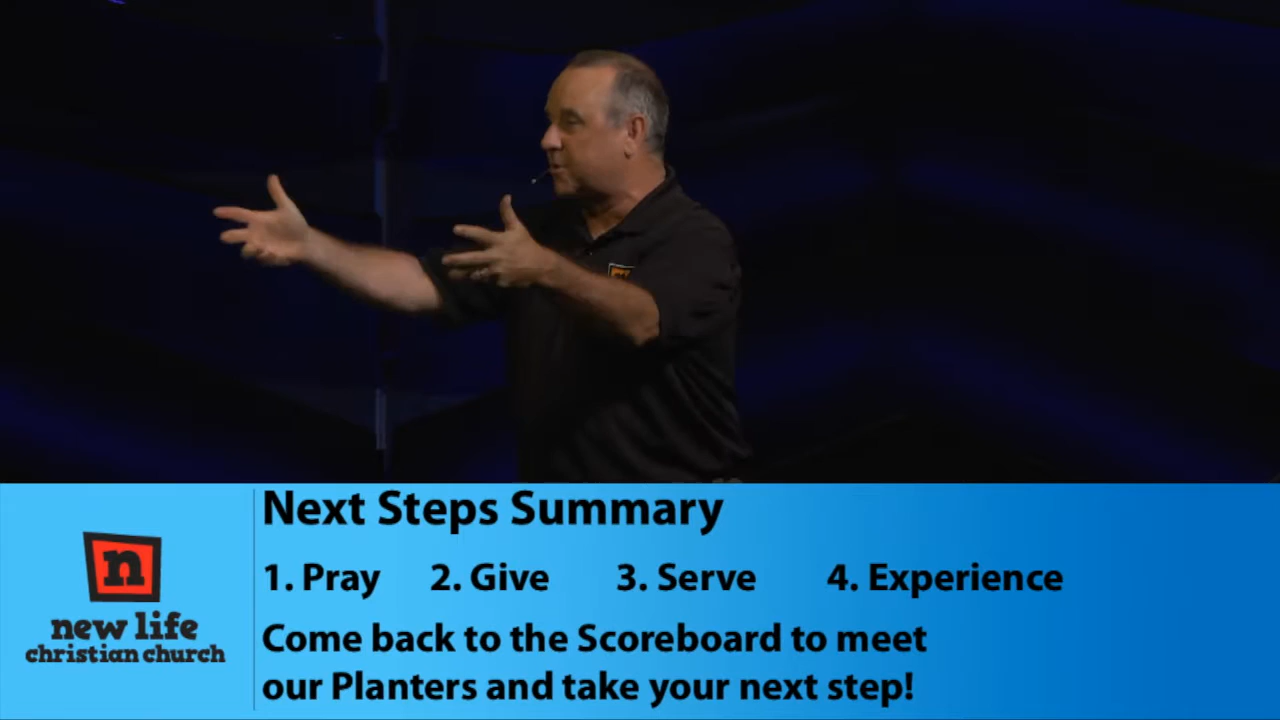 Next Steps Summary
1. Pray 2. Give 3. Serve 4. Experience
Come back to the Scoreboard to meet
our Planters and take your next step!
n
new life
christian church